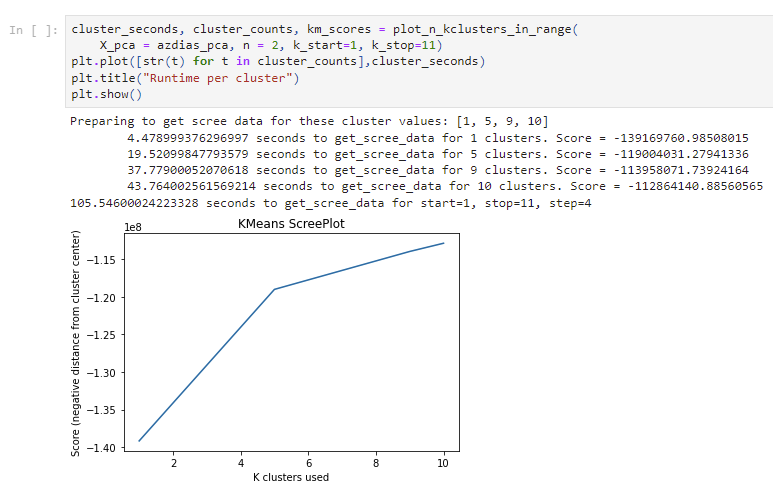 In [ ]:
cluster_seconds, cluster_counts, km_scores = plot_n_kclusters_in_range(
X_pca = azdias_pca, n = 2, k_start=1, k_stop=11)
plt.plot([str(t) for t in cluster_counts],cluster_seconds)
plt.title("Runtime per cluster")
plt.show()
Preparing to get scree data for these cluster values: [1, 5, 9, 10]
4.478999376296997 seconds to get_scree_data for 1 clusters. Score = -139169760.98508015
19.52099847793579 seconds to get_scree_data for 5 clusters. Score = -119004031.27941336
37.77900052070618 seconds to get_scree_data for 9 clusters. Score = -113958071.73924164
43.764002561569214 seconds to get_scree_data for 10 clusters. Score = -112864140.88560565
105.54600024223328 seconds to get_scree_data for start=1, stop=11, step=4
KMeans ScreePlot
1e8
Score (negative distance from cluster center)
−1.15
−1.20
−1.25
−1.30
−1.35
−1.40
2 4 6 8 10
K clusters used